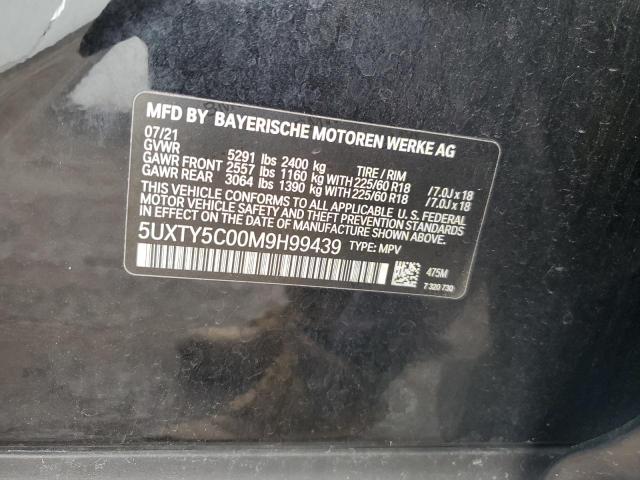 MFD BY BAYERISCHE MOTOREN WERKE AG
07/21
GVWR 5291 lbs 2400 kg TIRE / RIM
GAWR FRONT 2557 lbs 1160 kg WITH 225/60 R18 /7.0J x 18
GAWR REAR 3064 lbs 1390 kg WITH 225/60 R18 /7.0J x 18
THIS VEHICLE CONFORMS TO ALL APPLICABLE U.S. FEDERAL
MOTOR VEHICLE SAFETY, BUMPER AND THEFT PREVENTION
STANDARDS IN EFFECT ON THE DATE OF
MANUFACTURE SHOWN ABOVE.
5UXTY5C00M9H99439 TYPE: MPV
475M
7 320 730